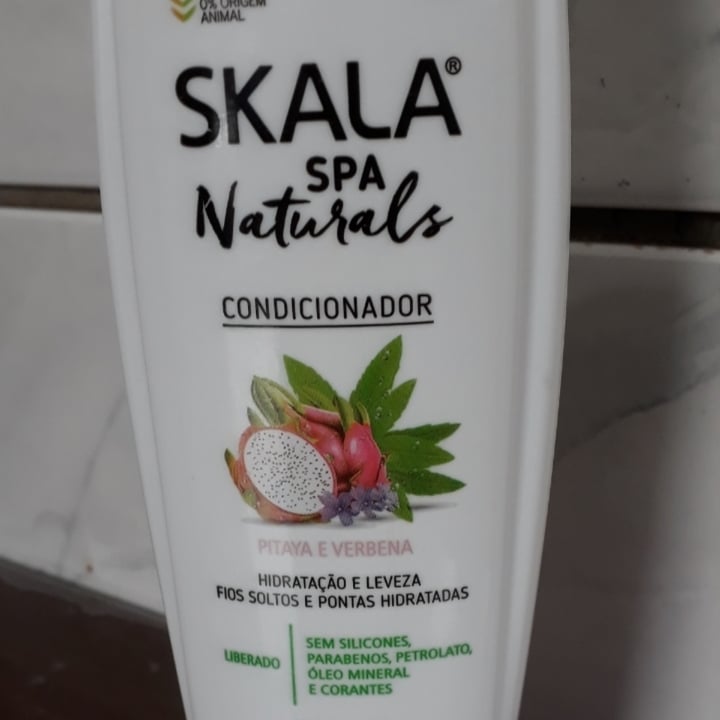 0% ORIGEM
ANIMAL
SKALA®
SPA
Naturals
CONDICIONADOR
PITAYA E VERBENA
HIDRATAÇÃO E LEVEZA
FIOS SOLTOS E PONTAS HIDRATADAS
LIBERADO
SEM SILICONES,
PARABENOS, PETROLATO,
ÓLEO MINERAL
E CORANTES